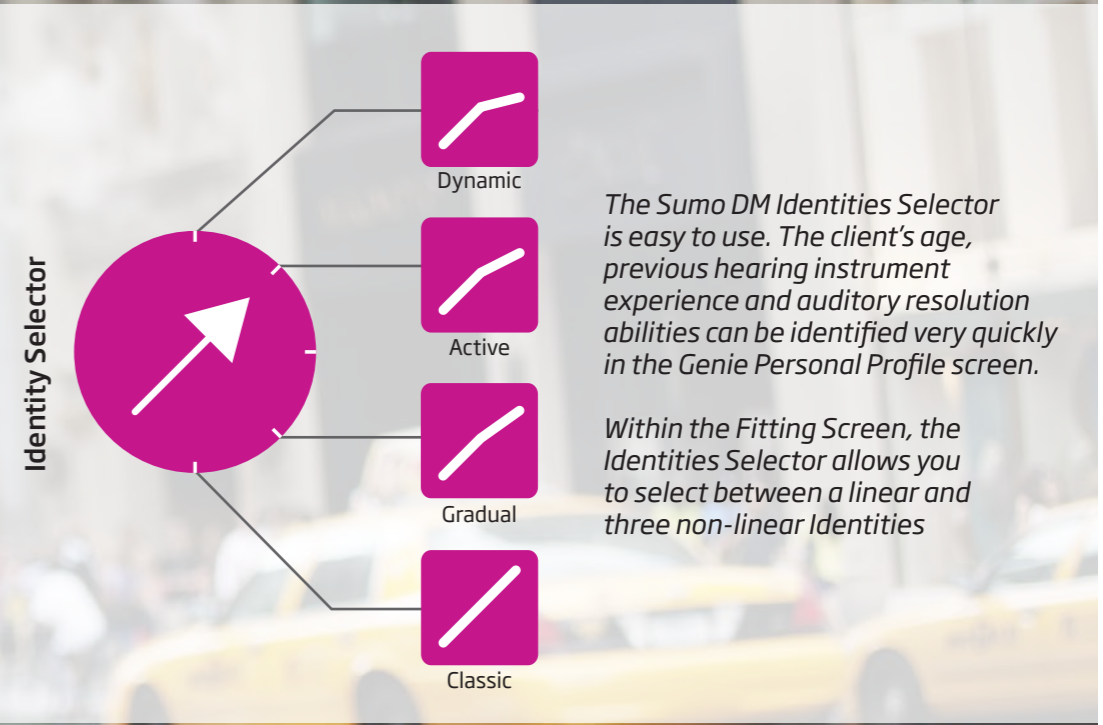 Identity Selector
Dynamic
Active
Gradual
Classic
The Sumo DM Identities Selector
is easy to use. The client's age,
previous hearing instrument
experience and auditory resolution
abilities can be identified very quickly
in the Genie Personal Profile screen.
Within the Fitting Screen, the
Identities Selector allows you
to select between a linear and
three non-linear Identities